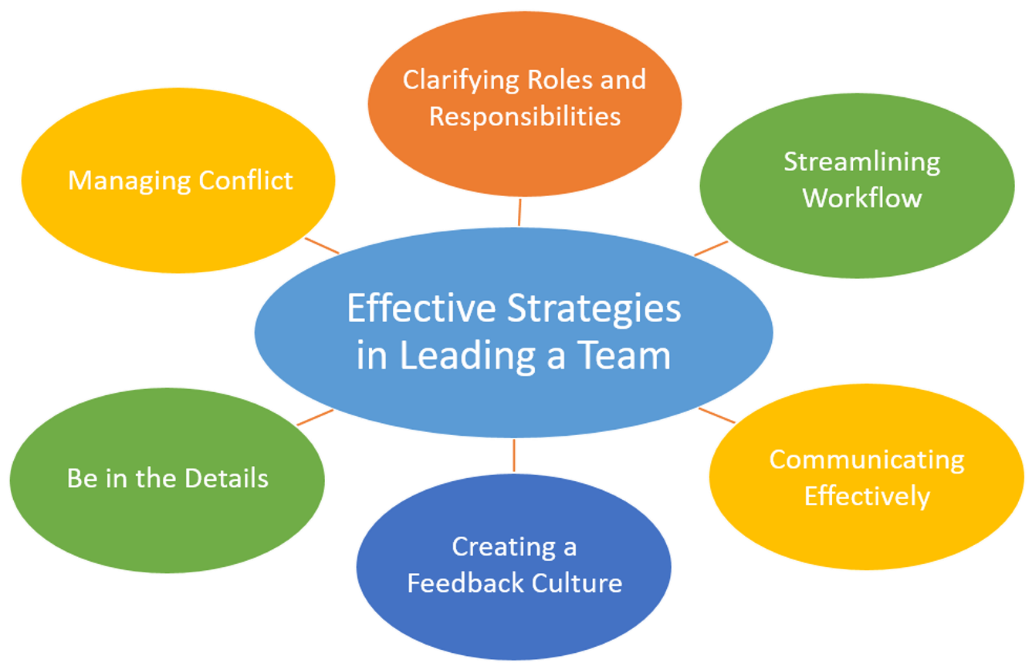 Clarifying Roles and
Responsibilities
Managing Conflict
Streamlining
Workflow
Effective Strategies
in Leading a Team
Be in the Details
Communicating
Effectively
Creating a
Feedback Culture